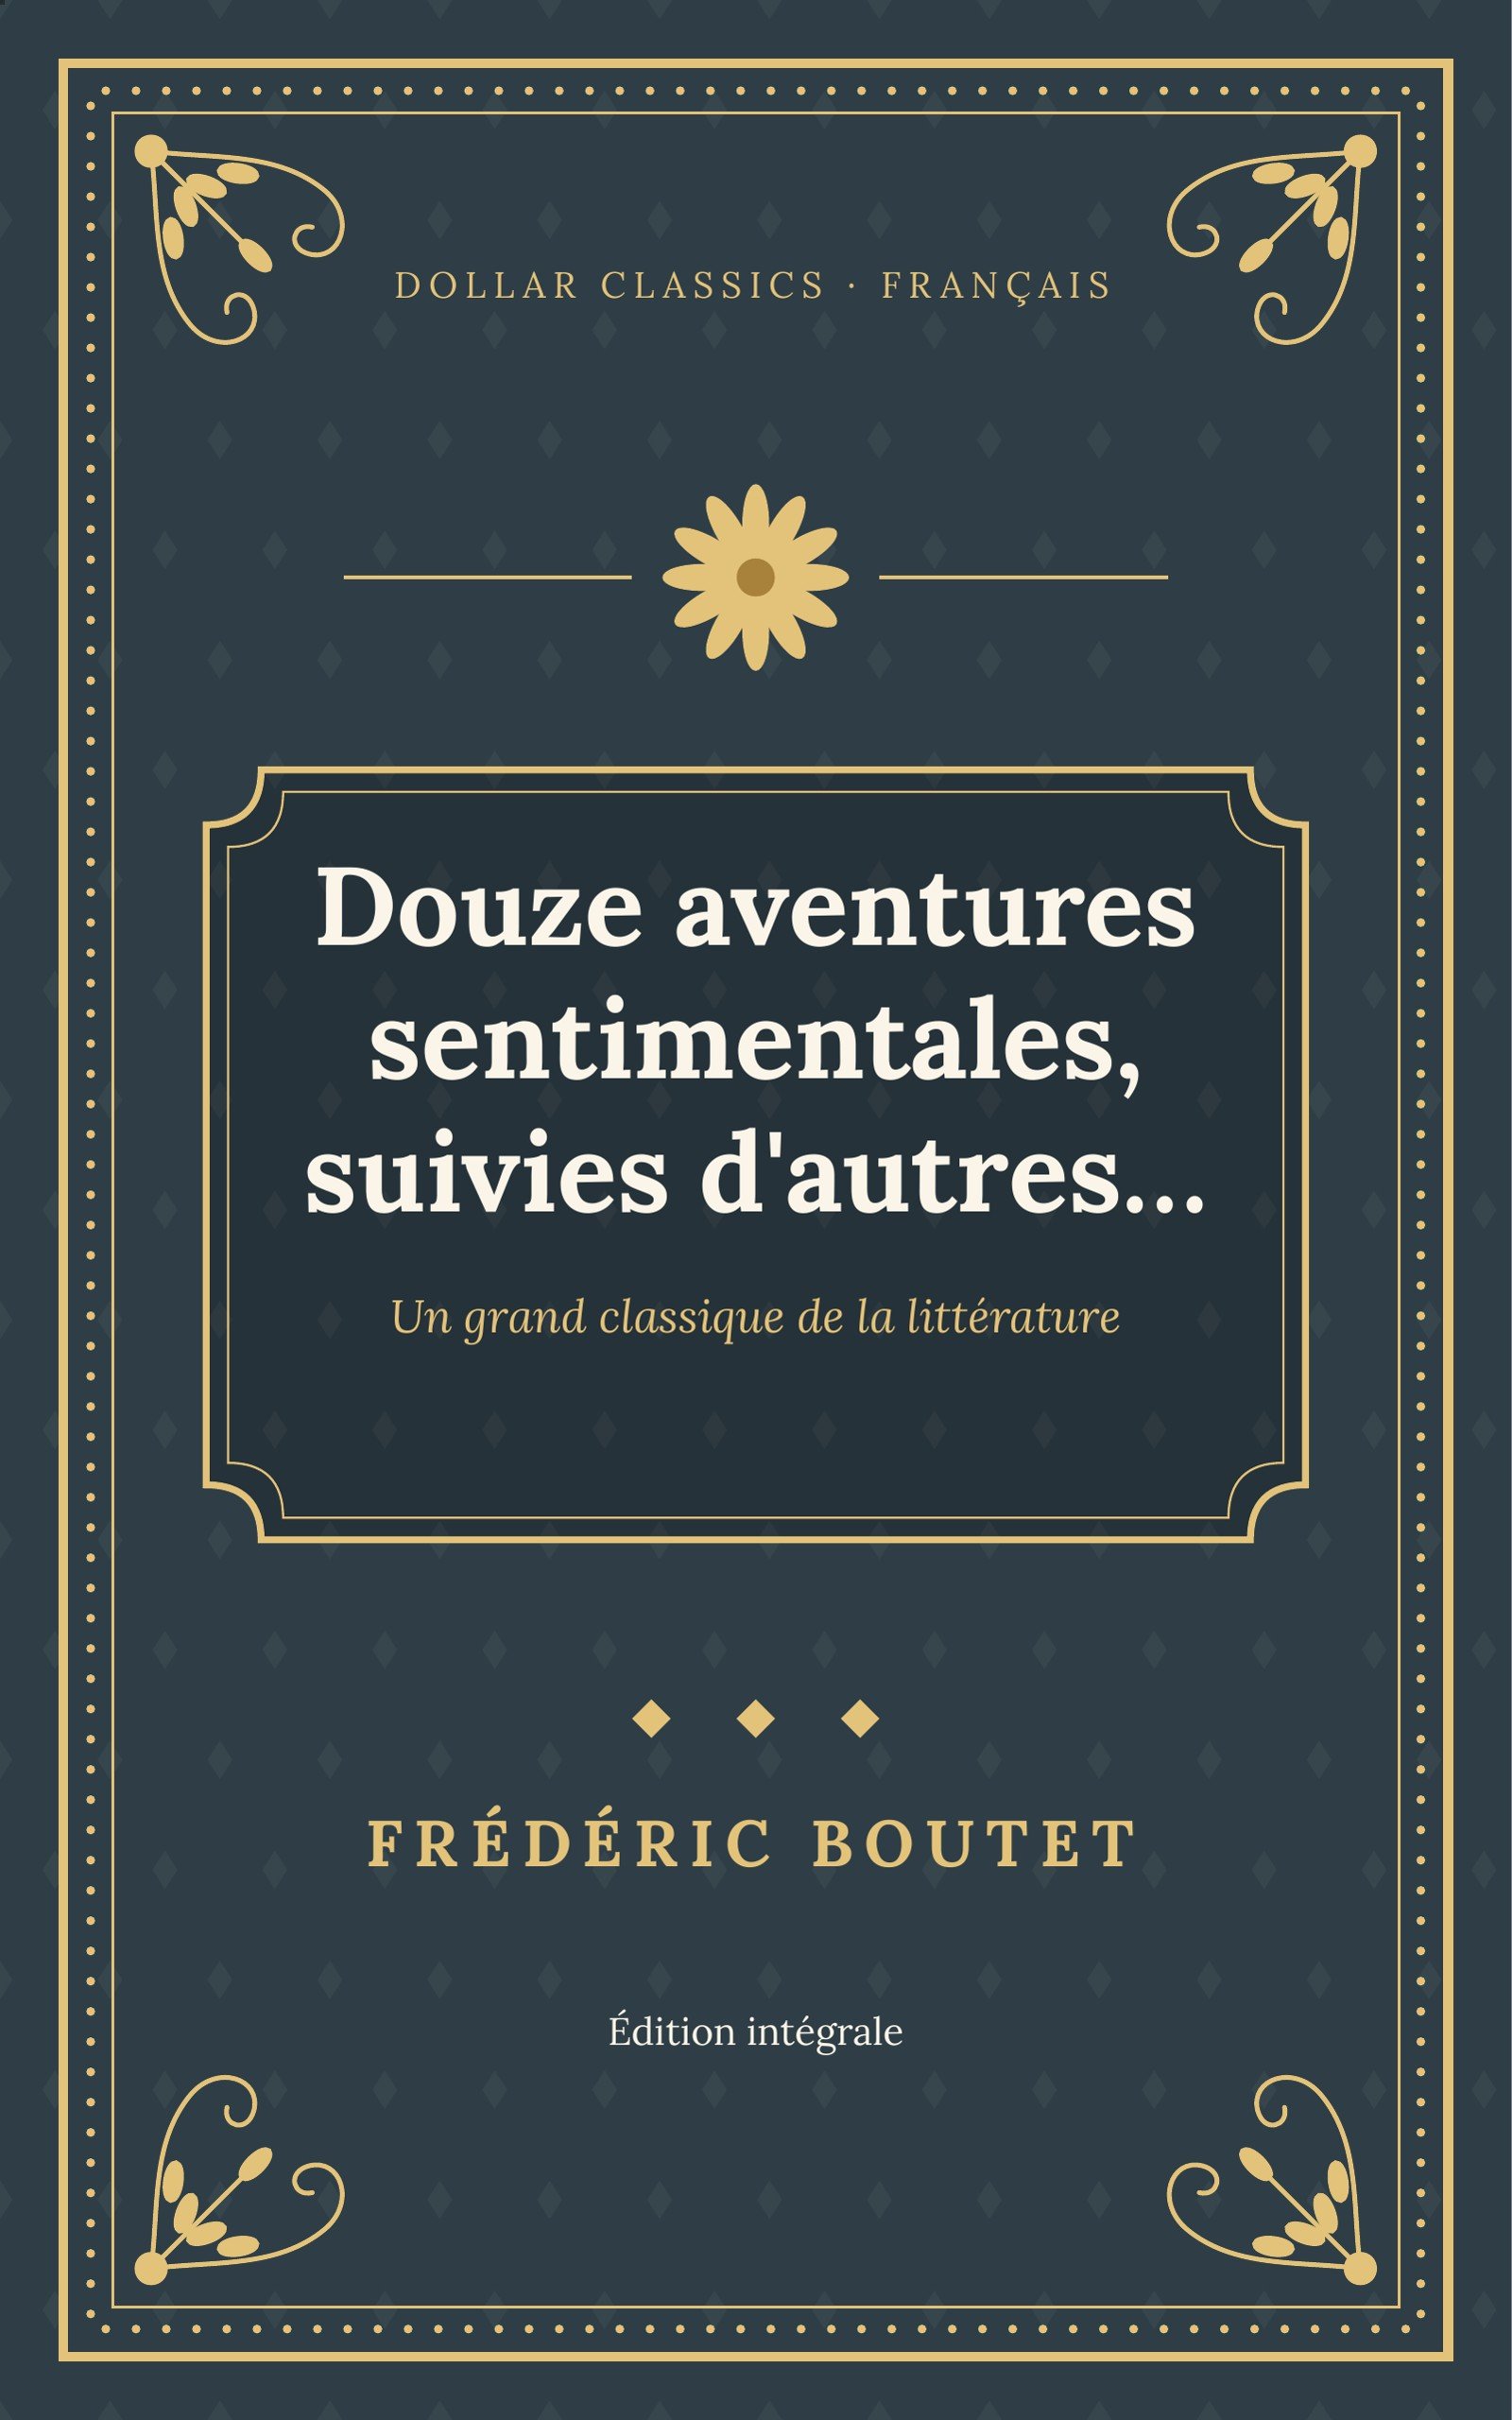 DOLLAR CLASSICS · FRANÇAIS
Douze aventures
sentimentales,
suivies d'autres...
Un grand classique de la littérature
FRÉDÉRIC BOUTET
Édition intégrale